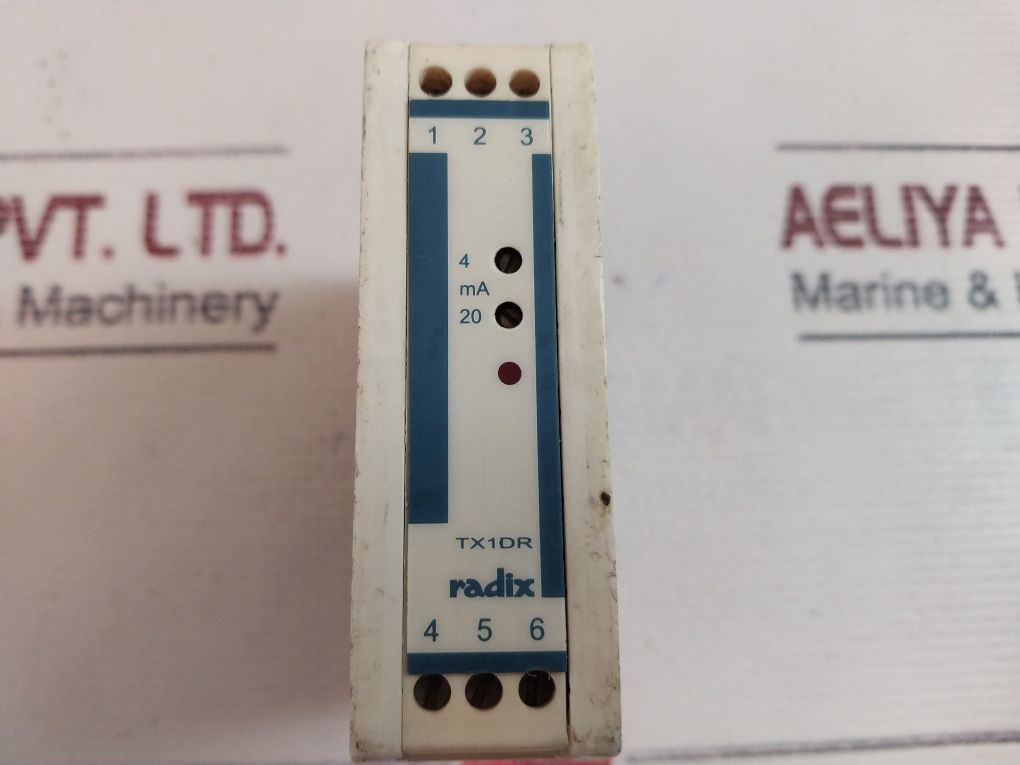 1 2 3
4
mA
20
TX1DR
radix
4 5 6
PVT. LTD.
& Machinery
AELIYA
Marine &